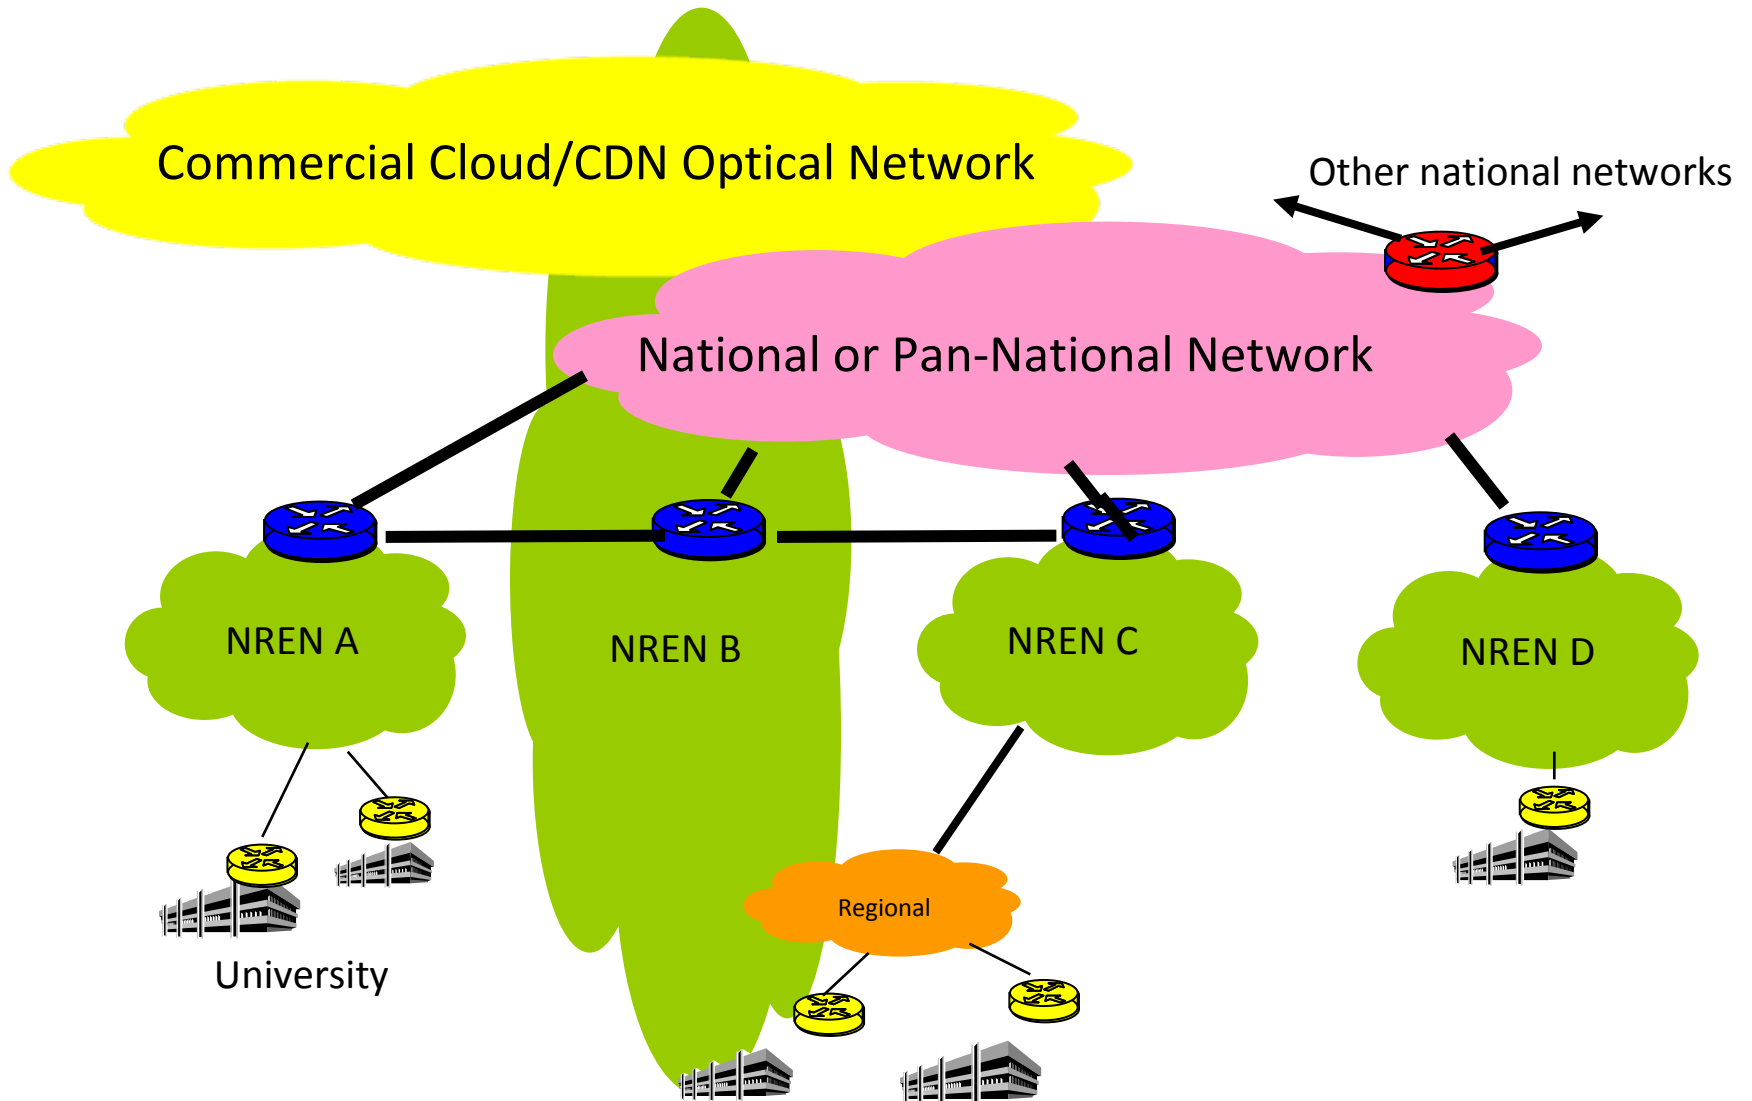 Commercial Cloud/CDN Optical Network
Other national networks
National or Pan-National Network
NREN A
NREN B
NREN C
NREN D
Regional
University